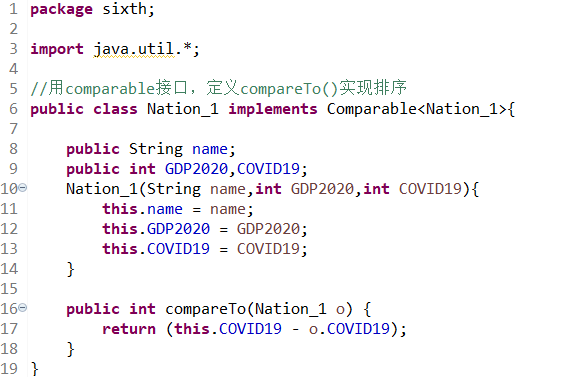 1 package sixth;
2
3 import java.util.*;
4
5 //用comparable接口，定义compareTo()实现排序
6 public class Nation_1 implements Comparable<Nation_1>{
7
8     public String name;
9     public int GDP2020,COVID19;
10     Nation_1(String name,int GDP2020,int COVID19){
11         this.name = name;
12         this.GDP2020 = GDP2020;
13         this.COVID19 = COVID19;
14     }
15
16     public int compareTo(Nation_1 o) {
17         return (this.COVID19 - o.COVID19);
18     }
19 }